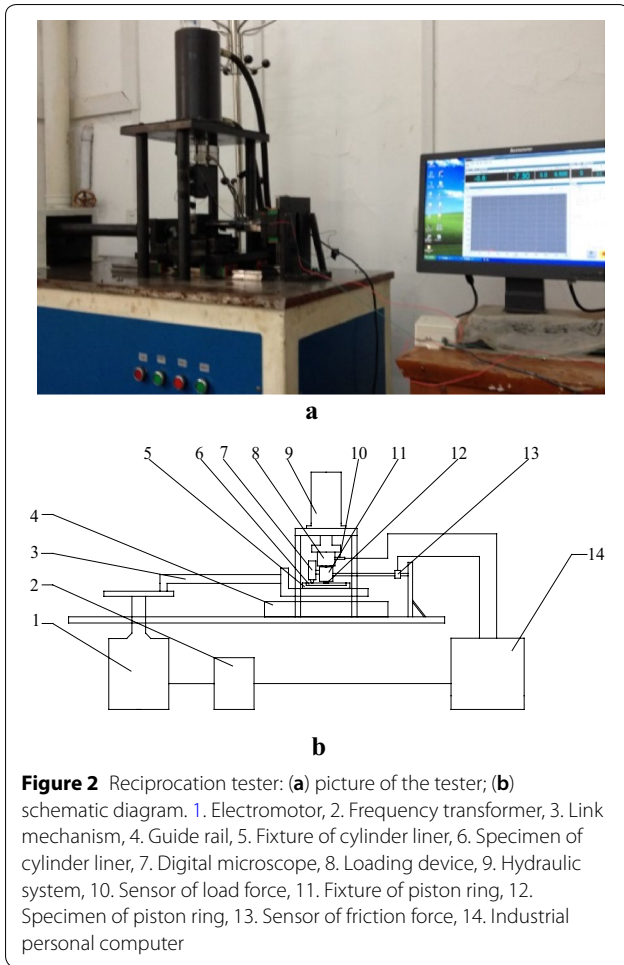 a
5
6
7
8
9
10
11
12
13
4
3
2
1
14
b
Figure 2 Reciprocation tester: (a) picture of the tester; (b)
schematic diagram. 1. Electromotor, 2. Frequency transformer, 3. Link
mechanism, 4. Guide rail, 5. Fixture of cylinder liner, 6. Specimen of
cylinder liner, 7. Digital microscope, 8. Loading device, 9. Hydraulic
system, 10. Sensor of load force, 11. Fixture of piston ring, 12.
Specimen of piston ring, 13. Sensor of friction force, 14. Industrial
personal computer